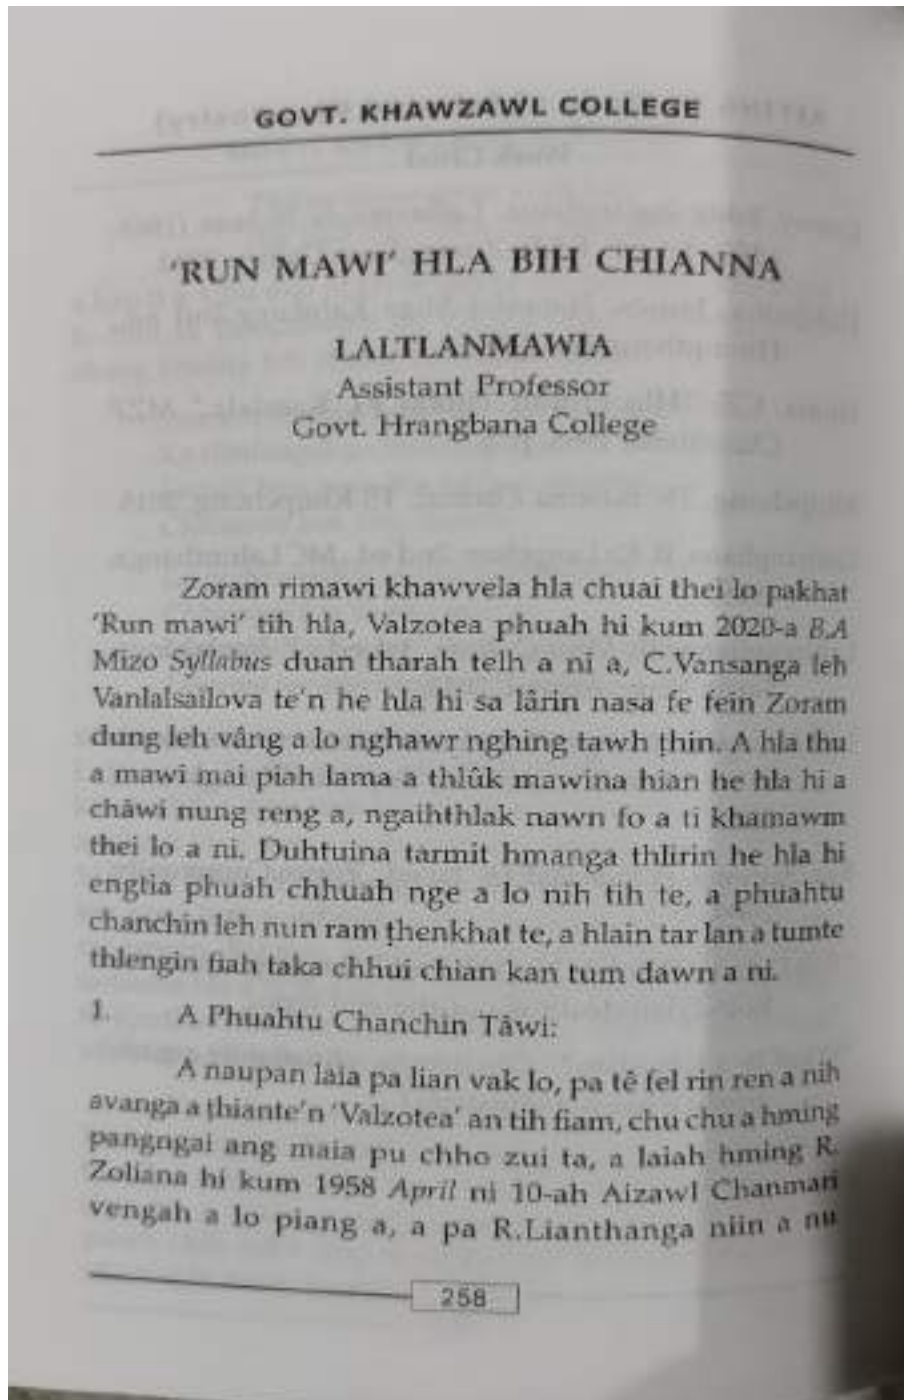 GOVT. KHAWZAWL COLLEGE
'RUN MAWI' HLA BIH CHIANNA
LALTLANMAWIA
Assistant Professor
Govt. Hrangbana College
Zoram rimawi khawvela hla chuai thei lo pakhat
'Run mawi' tih hla, Valzotea phuah hi kum 2020-a B.A
Mizo Syllabus duan tharah telh a ni a, C.Vansanga leh
Vanlalsailova te'n he hla hi sa lârin nasa fe fein Zoram
dung leh vâng a lo nghawr nghing tawh ṭhin. A hla thu
a mawi mai piah lama a thlûk mawina hian he hla hi a
châwi nung reng a, ngaihthlak nawn fo a ti khamawm
thei lo a ni. Duhtuina tarmit hmanga thlirin he hla hi
engtia phuah chhuah nge a lo nih tih te, a phuahtu
chanchin leh nun ram ṭhenkhat te, a hlain tar lan a tumte
thlengin fiah taka chhui chian kan tum dawn a ni.
1. A Phuahtu Chanchin Tâwi:
A naupan laia pa lian vak lo, pa tê fel rin ren a nih
avanga a ṭhiante'n 'Valzotea' an tih fiam, chu chu a hming
pangngai ang maia pu chho zui ta, a laiah hming R.
Zoliana hi kum 1958 April ni 10-ah Aizawl Chanmari
vengah a lo piang a, a pa R.Lianthanga niin a nu
258